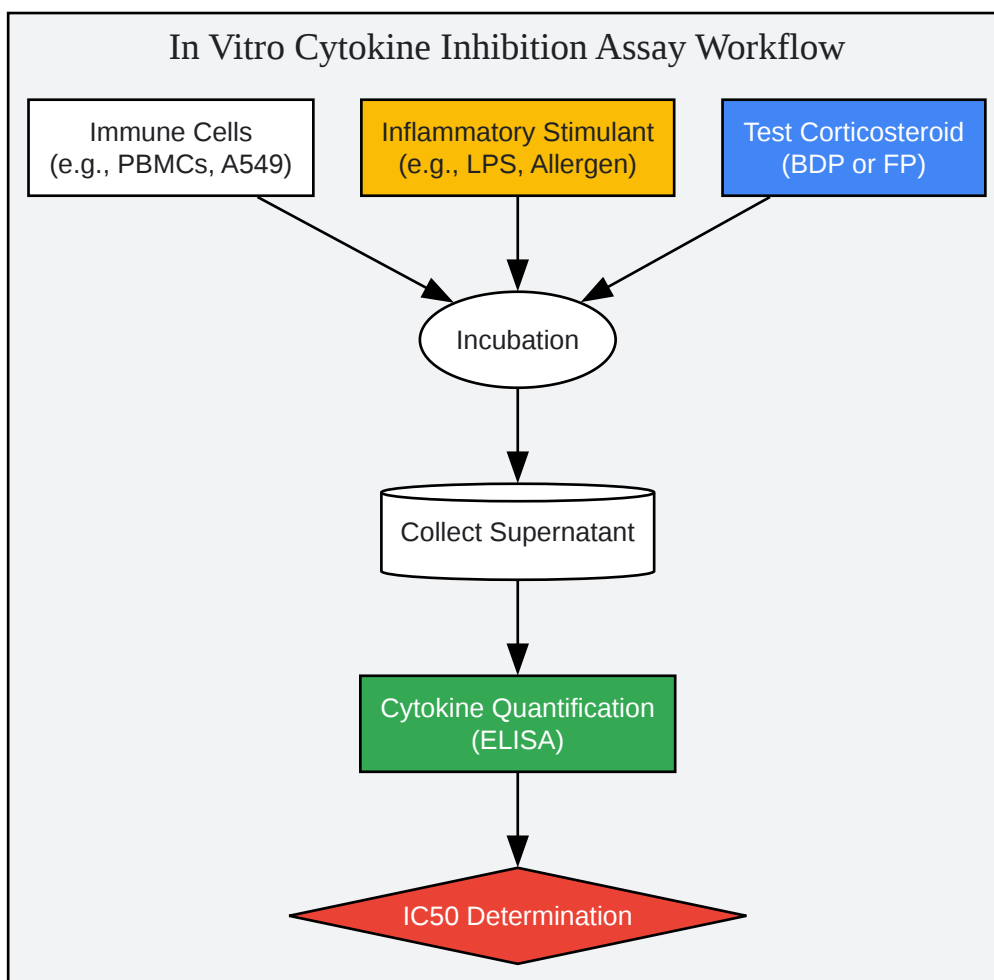 In Vitro Cytokine Inhibition Assay Workflow
Immune Cells
(e.g., PBMCs, A549)
Inflammatory Stimulant
(e.g., LPS, Allergen)
Test Corticosteroid
(BDP or FP)
Incubation
Collect Supernatant
Cytokine Quantification
(ELISA)
IC50 Determination